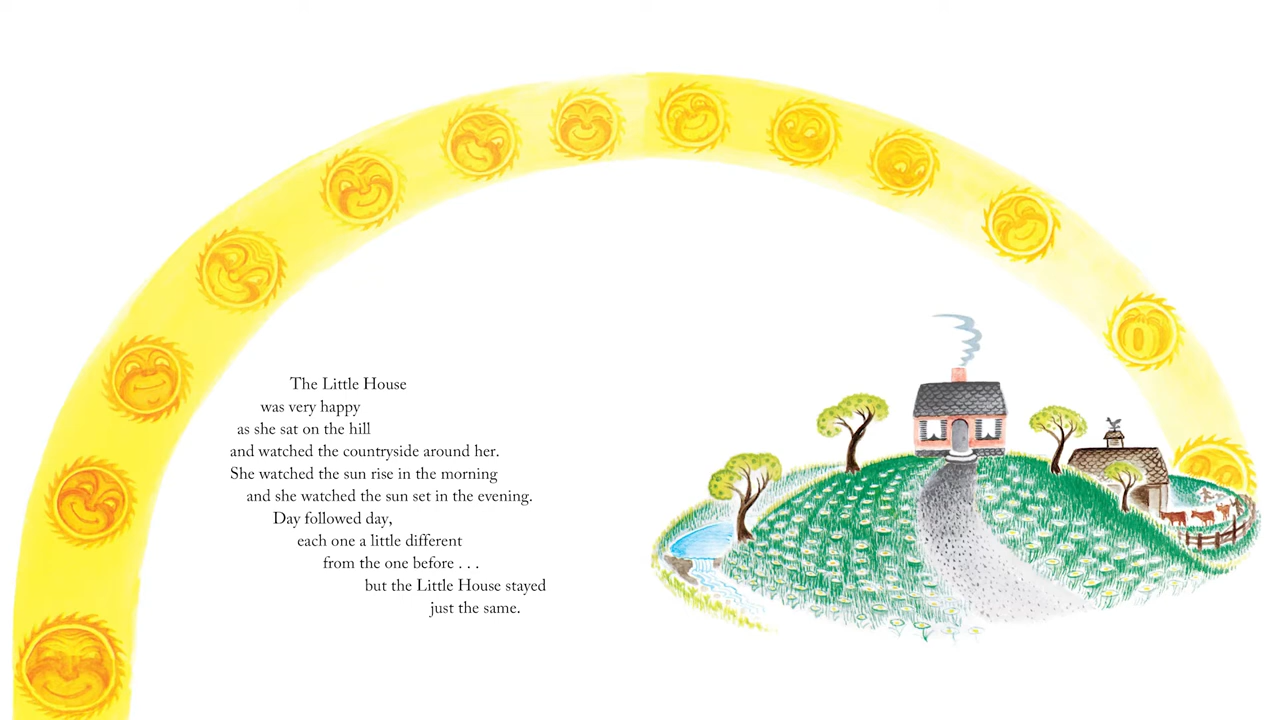 The Little House
was very happy
as she sat on the hill
and watched the countryside around her.
She watched the sun rise in the morning
and she watched the sun set in the evening.
Day followed day,
each one a little different
from the one before . . .
but the Little House stayed
just the same.